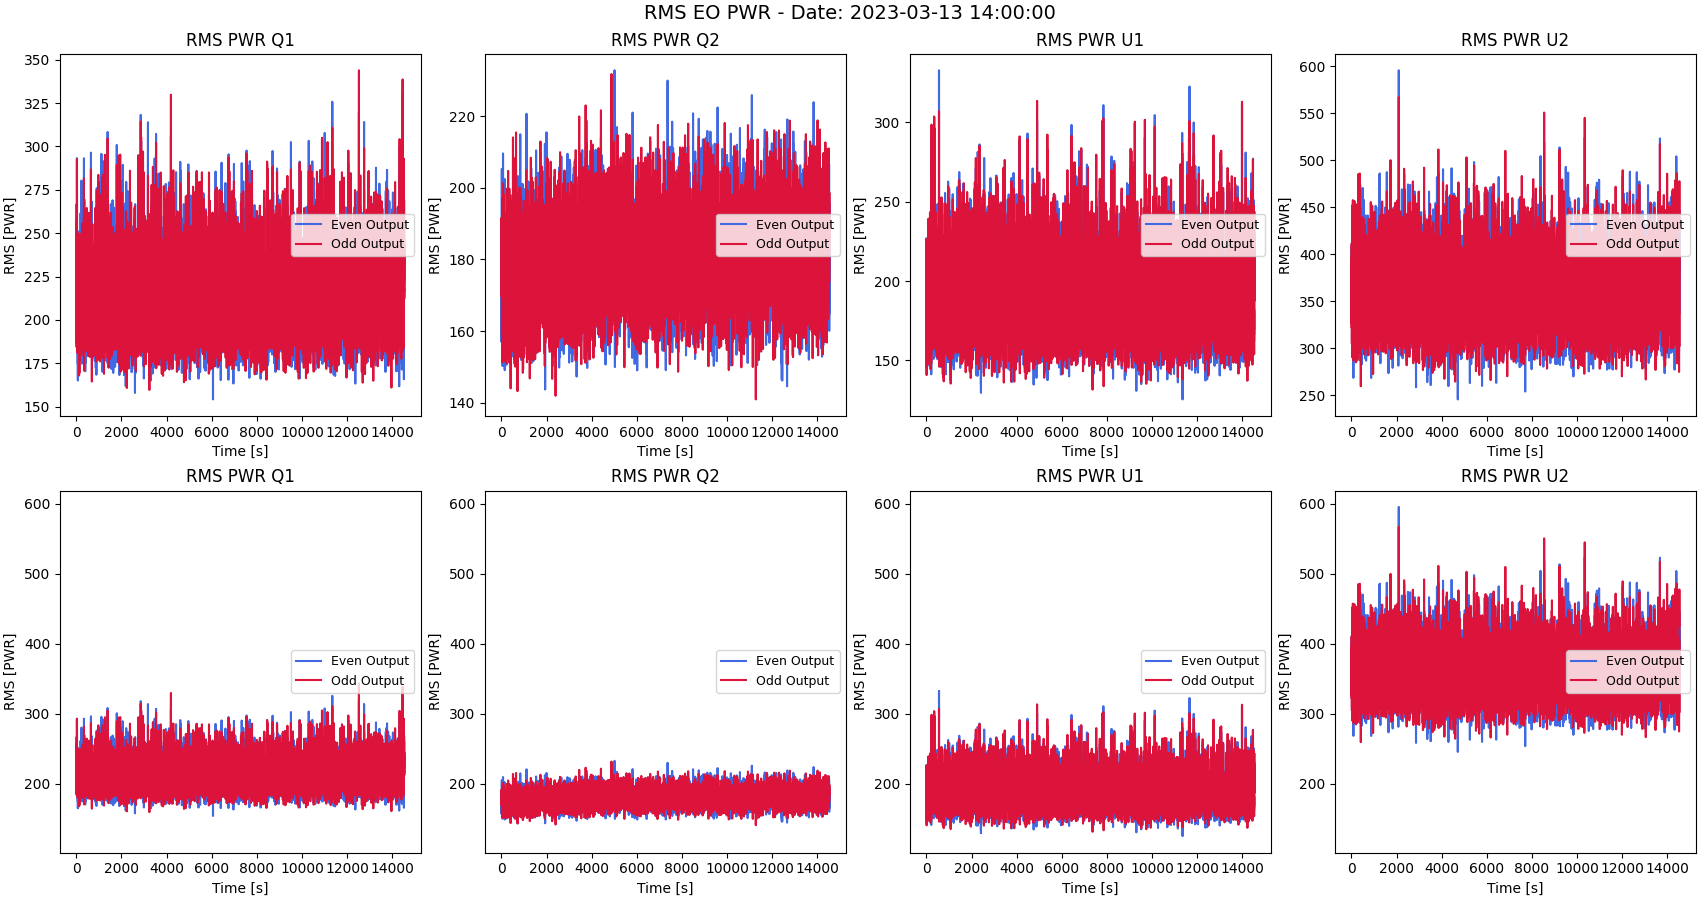 RMS EO PWR - Date: 2023-03-13 14:00:00
RMS PWR Q1
RMS [PWR]
350
325
300
275
250
225
200
175
150
Even Output
Odd Output
0 2000 4000 6000 8000 10000 12000 14000
Time [s]
RMS PWR Q2
RMS [PWR]
220
200
180
160
140
Even Output
Odd Output
0 2000 4000 6000 8000 10000 12000 14000
Time [s]
RMS PWR U1
RMS [PWR]
300
250
200
150
Even Output
Odd Output
0 2000 4000 6000 8000 10000 12000 14000
Time [s]
RMS PWR U2
RMS [PWR]
600
550
500
450
400
350
300
250
Even Output
Odd Output
0 2000 4000 6000 8000 10000 12000 14000
Time [s]
RMS PWR Q1
RMS [PWR]
600
500
400
300
200
Even Output
Odd Output
0 2000 4000 6000 8000 10000 12000 14000
Time [s]
RMS PWR Q2
RMS [PWR]
600
500
400
300
200
Even Output
Odd Output
0 2000 4000 6000 8000 10000 12000 14000
Time [s]
RMS PWR U1
RMS [PWR]
600
500
400
300
200
Even Output
Odd Output
0 2000 4000 6000 8000 10000 12000 14000
Time [s]
RMS PWR U2
RMS [PWR]
600
500
400
300
200
Even Output
Odd Output
0 2000 4000 6000 8000 10000 12000 14000
Time [s]